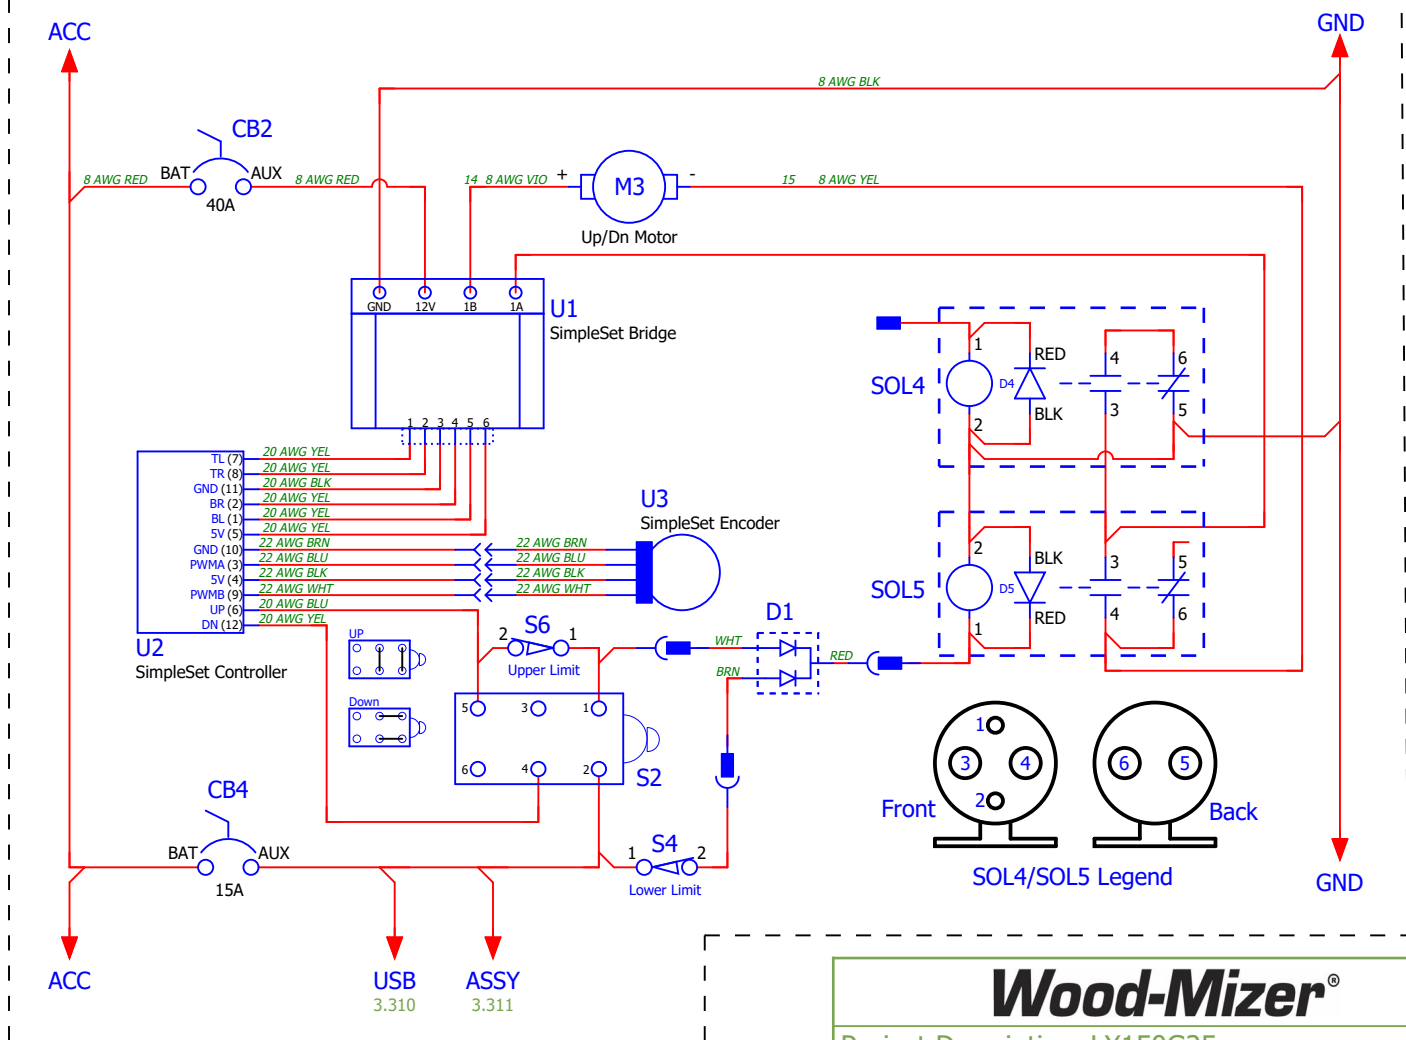 ACC
GND
8 AWG BLK
CB2
BAT
AUX
8 AWG RED
8 AWG RED
40A
14 8 AWG VIO
+
M3
-
15 8 AWG YEL
Up/Dn Motor
GND
12V
1B
1A
U1
SimpleSet Bridge
1 2 3 4 5 6
SOL4
1
2
D4
RED
BLK
4
3
6
5
TL (7)
TR (8)
GND (11)
BR (2)
BL (1)
5V (5)
GND (10)
PWMA (3)
5V (4)
PWMB (9)
UP (6)
DN (12)
20 AWG YEL
20 AWG YEL
20 AWG BLK
20 AWG YEL
20 AWG YEL
20 AWG YEL
22 AWG BRN
22 AWG BLU
22 AWG BLK
22 AWG WHT
20 AWG BLU
20 AWG YEL
22 AWG BRN
22 AWG BLU
22 AWG BLK
22 AWG WHT
U3
SimpleSet Encoder
U2
SimpleSet Controller
SOL5
2
1
D5
BLK
RED
3
4
5
6
UP
Down
S6
2
1
Upper Limit
WHT
BRN
D1
RED
5
3
1
6
4
2
S2
CB4
BAT
AUX
15A
S4
1
2
Lower Limit
1
3
4
2
Front
6
5
Back
SOL4/SOL5 Legend
GND
ACC
USB
3.310
ASSY
3.311
Wood-Mizer®